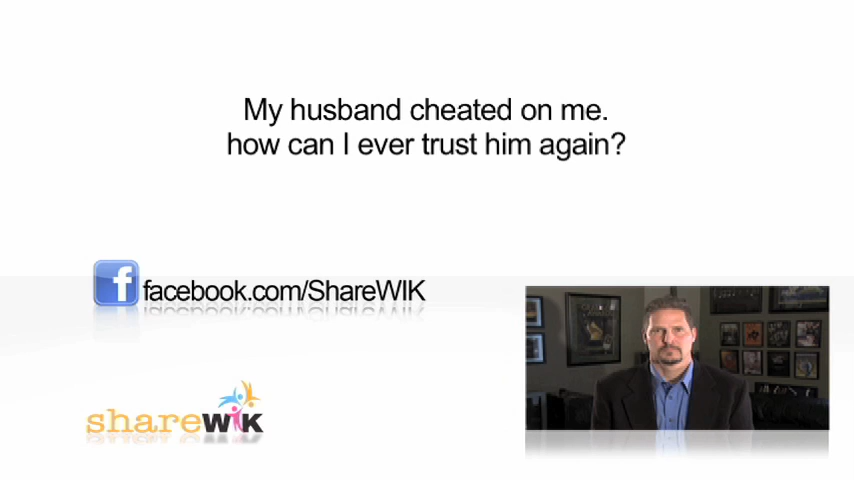 My husband cheated on me.
how can I ever trust him again?
facebook.com/ShareWIK
sharewik